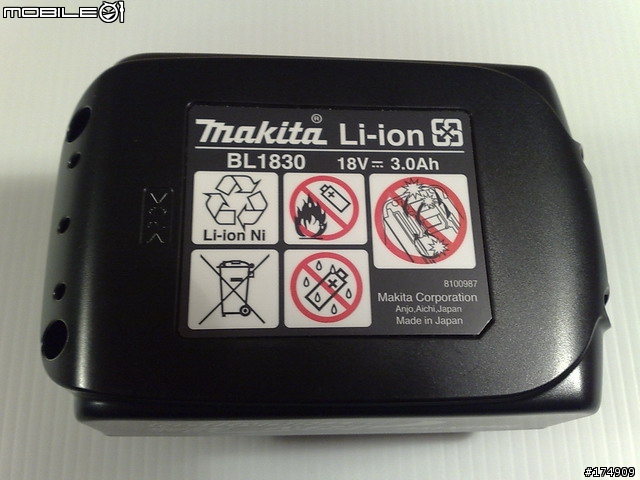 MOBILE01
makita® Li-ion
BL1830 18V⎓ 3.0Ah
Li-ion Ni
8100987
Makita Corporation
Anjo,Aichi,Japan
Made in Japan
#174909